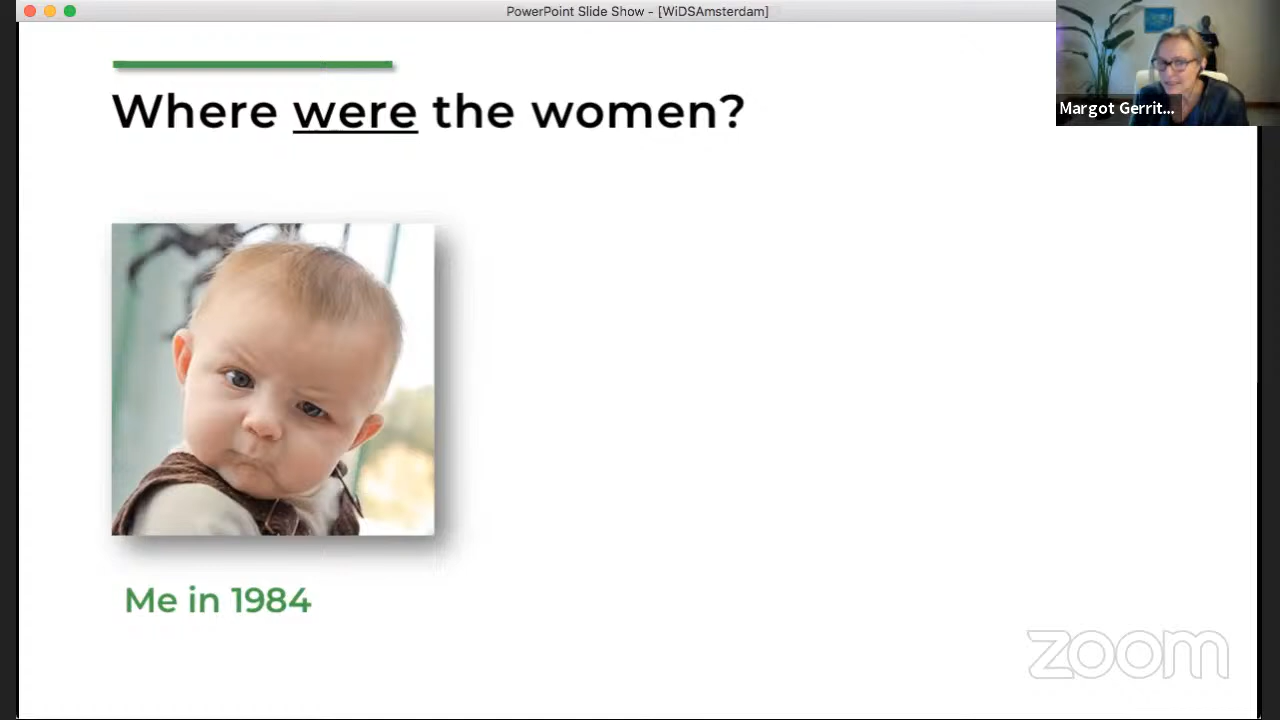 PowerPoint Slide Show - [WiDSAmsterdam]
Where were the women?
Margot Gerrit...
Me in 1984
zoom